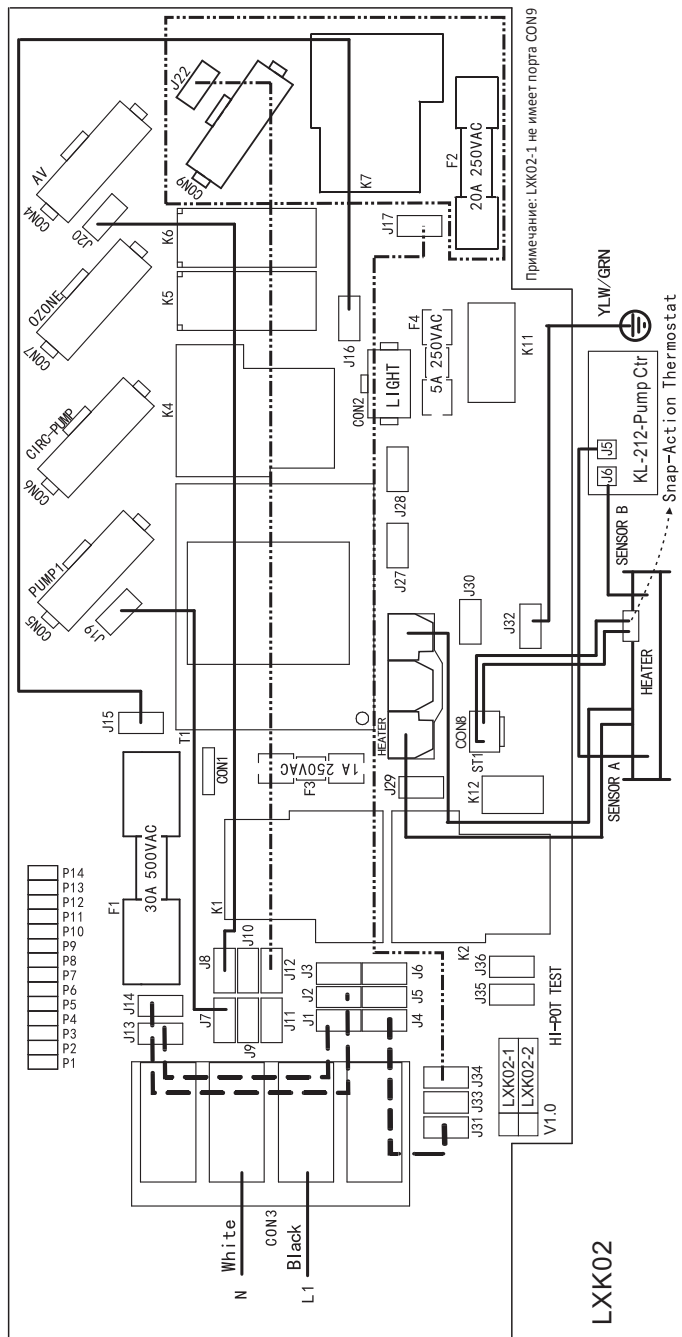 LXK02
N
White
CON3
Black
L1
P1
P2
P3
P4
P5
P6
P7
P8
P9
P10
P11
P12
P13
P14
F1
30A 500VAC
J13
J14
J15
T1
K1
J7
J8
J9
J10
J11
J12
J1
J2
J3
J4
J5
J6
CON1
F3
1A 250VAC
CON5
PUMP1
J19
CON6
CIRC-PUMP
CON7
OZONE
CON4
AV
J20
K4
K5
K6
J22
CON9
K7
F2
20A 250VAC
J16
J17
CON2
LIGHT
F4
5A 250VAC
K11
J28
J27
HEATER
J29
J30
J32
CON8
ST1
K12
K2
J36
J35
HI-POT TEST
J31
J33
J34
LXK02-1
LXK02-2
V1.0
Примечание: LXK02-1 не имеет порта CON9
YLW/GRN
KL-212-Pump Ctr
J5
J6
SENSOR B
SENSOR A
HEATER
Snap-Action Thermostat